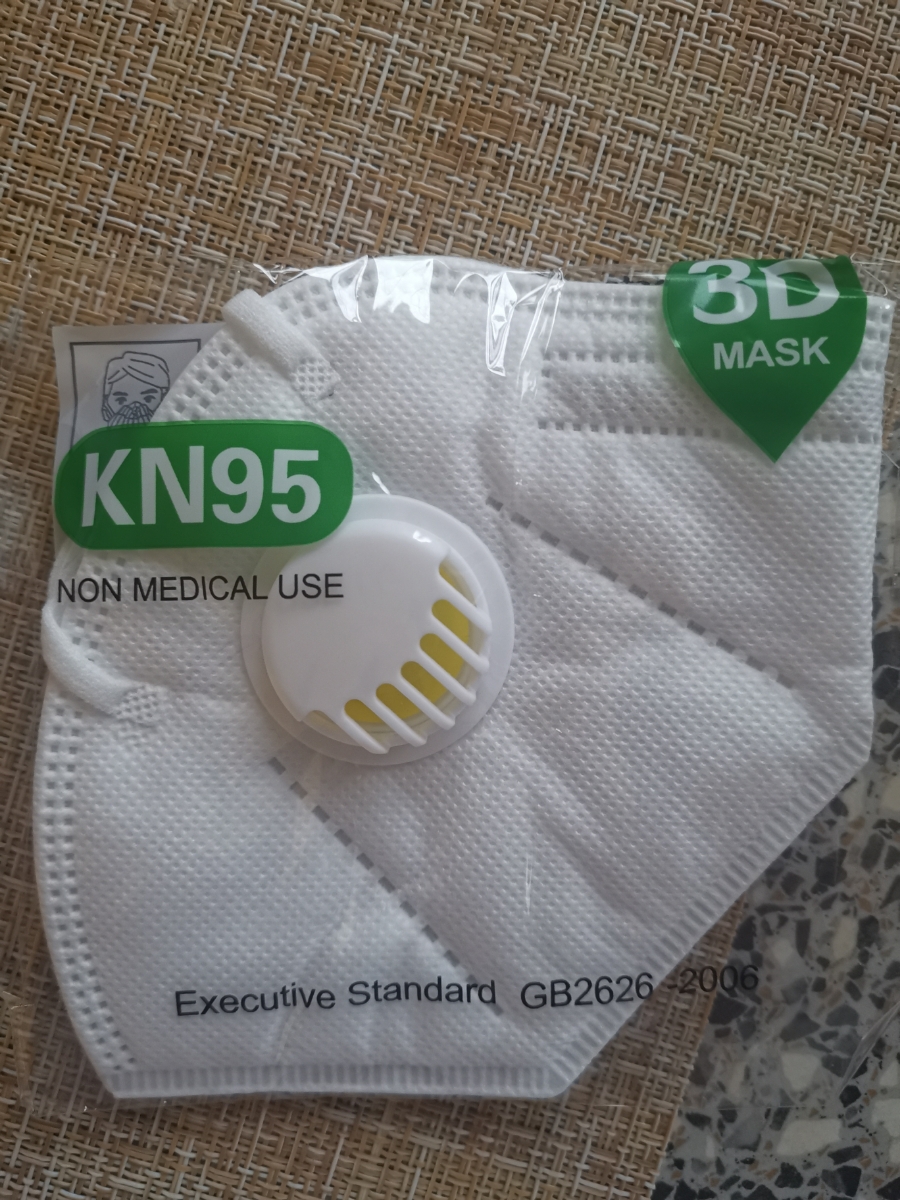 3D
MASK
KN95
NON MEDICAL USE
Executive Standard GB2626-2006